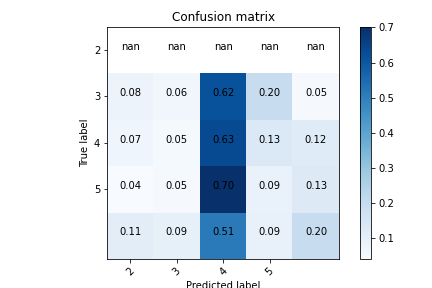 Confusion matrix
2 nan nan nan nan nan
3 0.08 0.06 0.62 0.20 0.05
4 0.07 0.05 0.63 0.13 0.12
5 0.04 0.05 0.70 0.09 0.13
0.11 0.09 0.51 0.09 0.20
True label
2 3 4 5
Predicted label
0.7
0.6
0.5
0.4
0.3
0.2
0.1